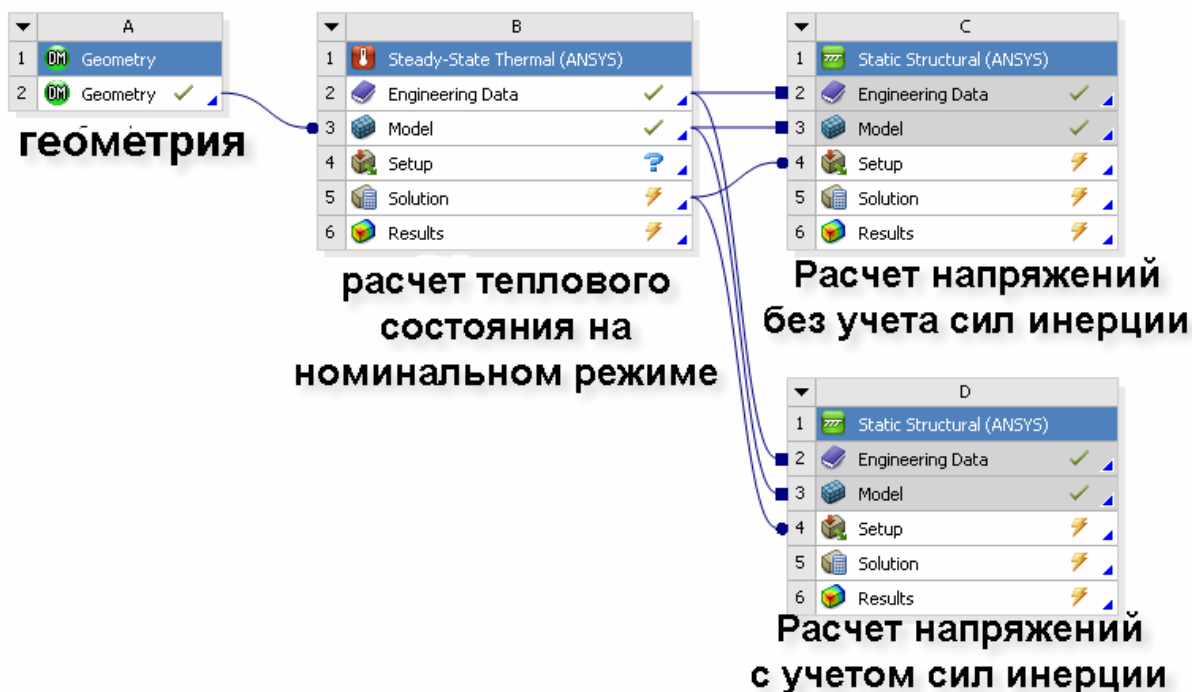 A
1 DM Geometry
2 DM Geometry
геометрия
B
1 Steady-State Thermal (ANSYS)
2 Engineering Data
3 Model
4 Setup ?
5 Solution
6 Results
расчет теплового
состояния на
номинальном режиме
C
1 Static Structural (ANSYS)
2 Engineering Data
3 Model
4 Setup
5 Solution
6 Results
Расчет напряжений
без учета сил инерции
D
1 Static Structural (ANSYS)
2 Engineering Data
3 Model
4 Setup
5 Solution
6 Results
Расчет напряжений
с учетом сил инерции